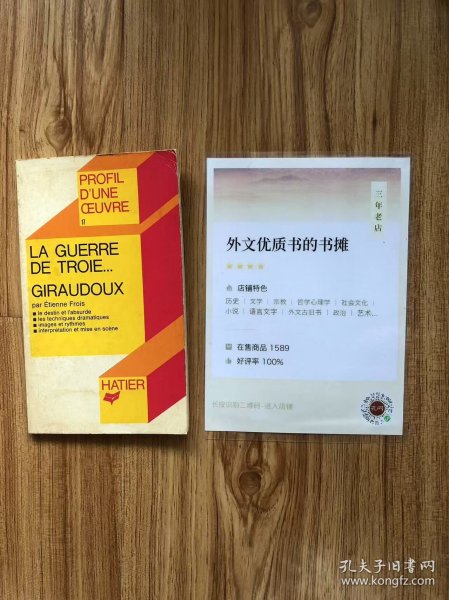 PROFIL
D'UNE
ŒUVRE
LA GUERRE
DE TROIE...
GIRAUDOUX
par Étienne Frois
■ le destin et l'absurde
■ les techniques dramatiques
■ images et rythmes
■ interprétation et mise en scène
HATIER
三年老店
外文优质书的书摊
店铺特色
历史 | 文学 | 宗教 | 哲学心理学 | 社会文化 |
小说 | 语言文字 | 外文古旧书 | 政治 | 艺术...
在售商品 1589
好评率 100%
长按识别二维码·进入店铺
孔夫子旧书网
www.kongfz.com